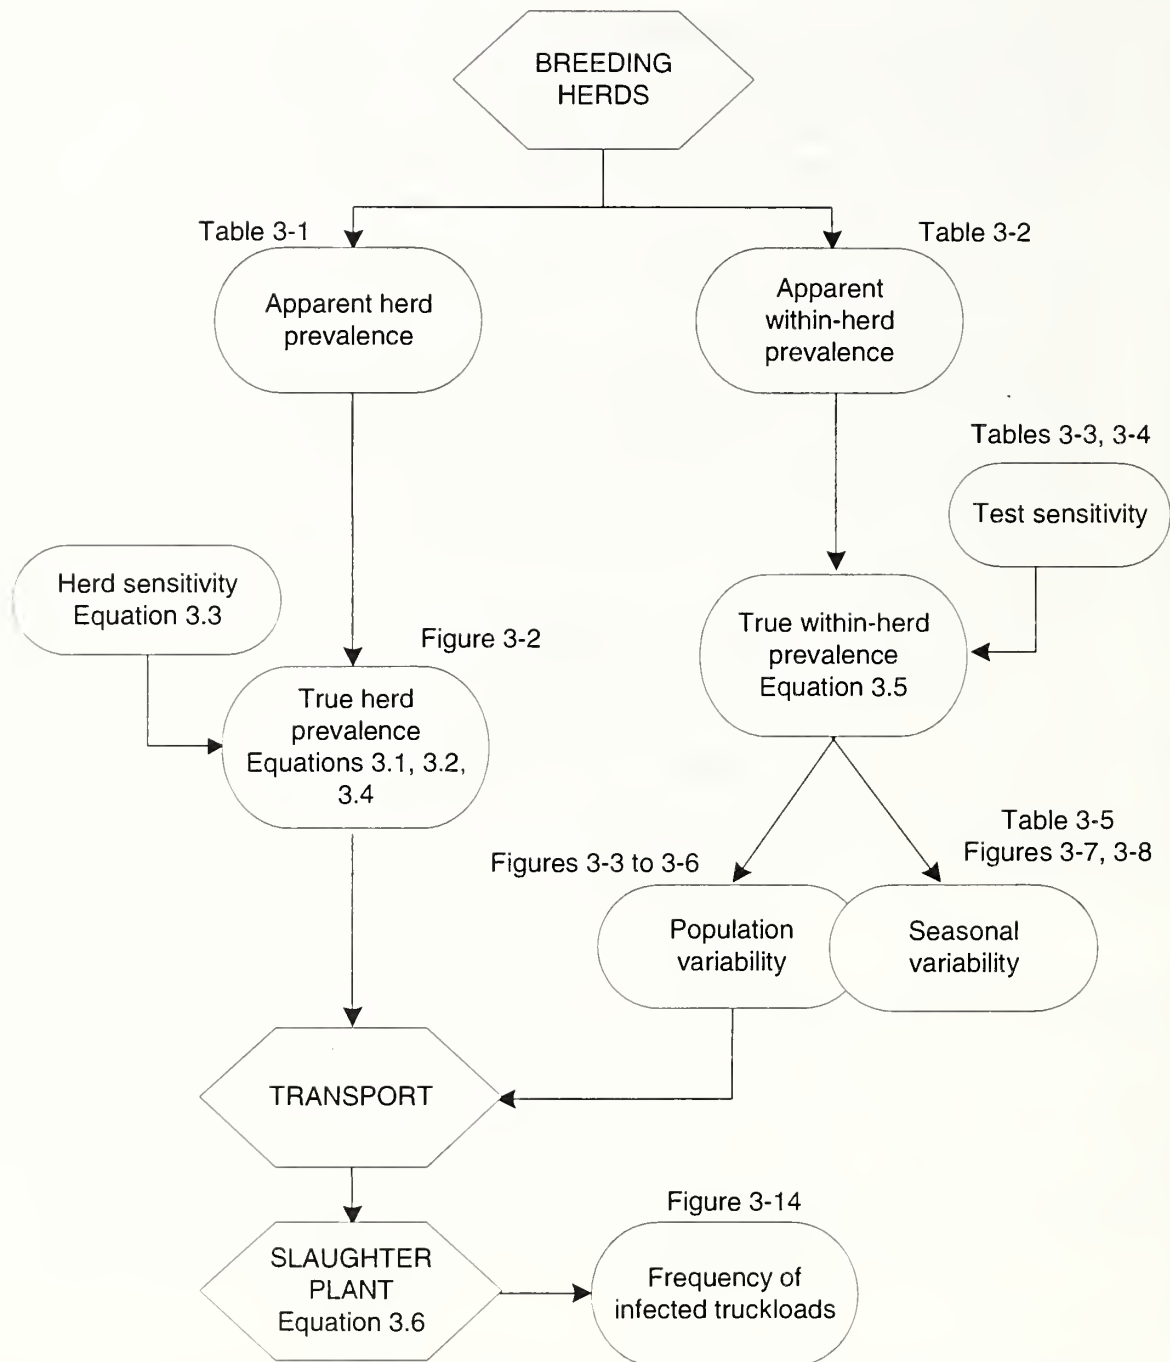 BREEDING
HERDS
Table 3-1
Table 3-2
Apparent herd
prevalence
Apparent
within-herd
prevalence
Tables 3-3, 3-4
Test sensitivity
Herd sensitivity
Equation 3.3
Figure 3-2
True within-herd
prevalence
Equation 3.5
True herd
prevalence
Equations 3.1, 3.2,
3.4
Figures 3-3 to 3-6
Table 3-5
Figures 3-7, 3-8
Population
variability
Seasonal
variability
TRANSPORT
SLAUGHTER
PLANT
Equation 3.6
Figure 3-14
Frequency of
infected truckloads